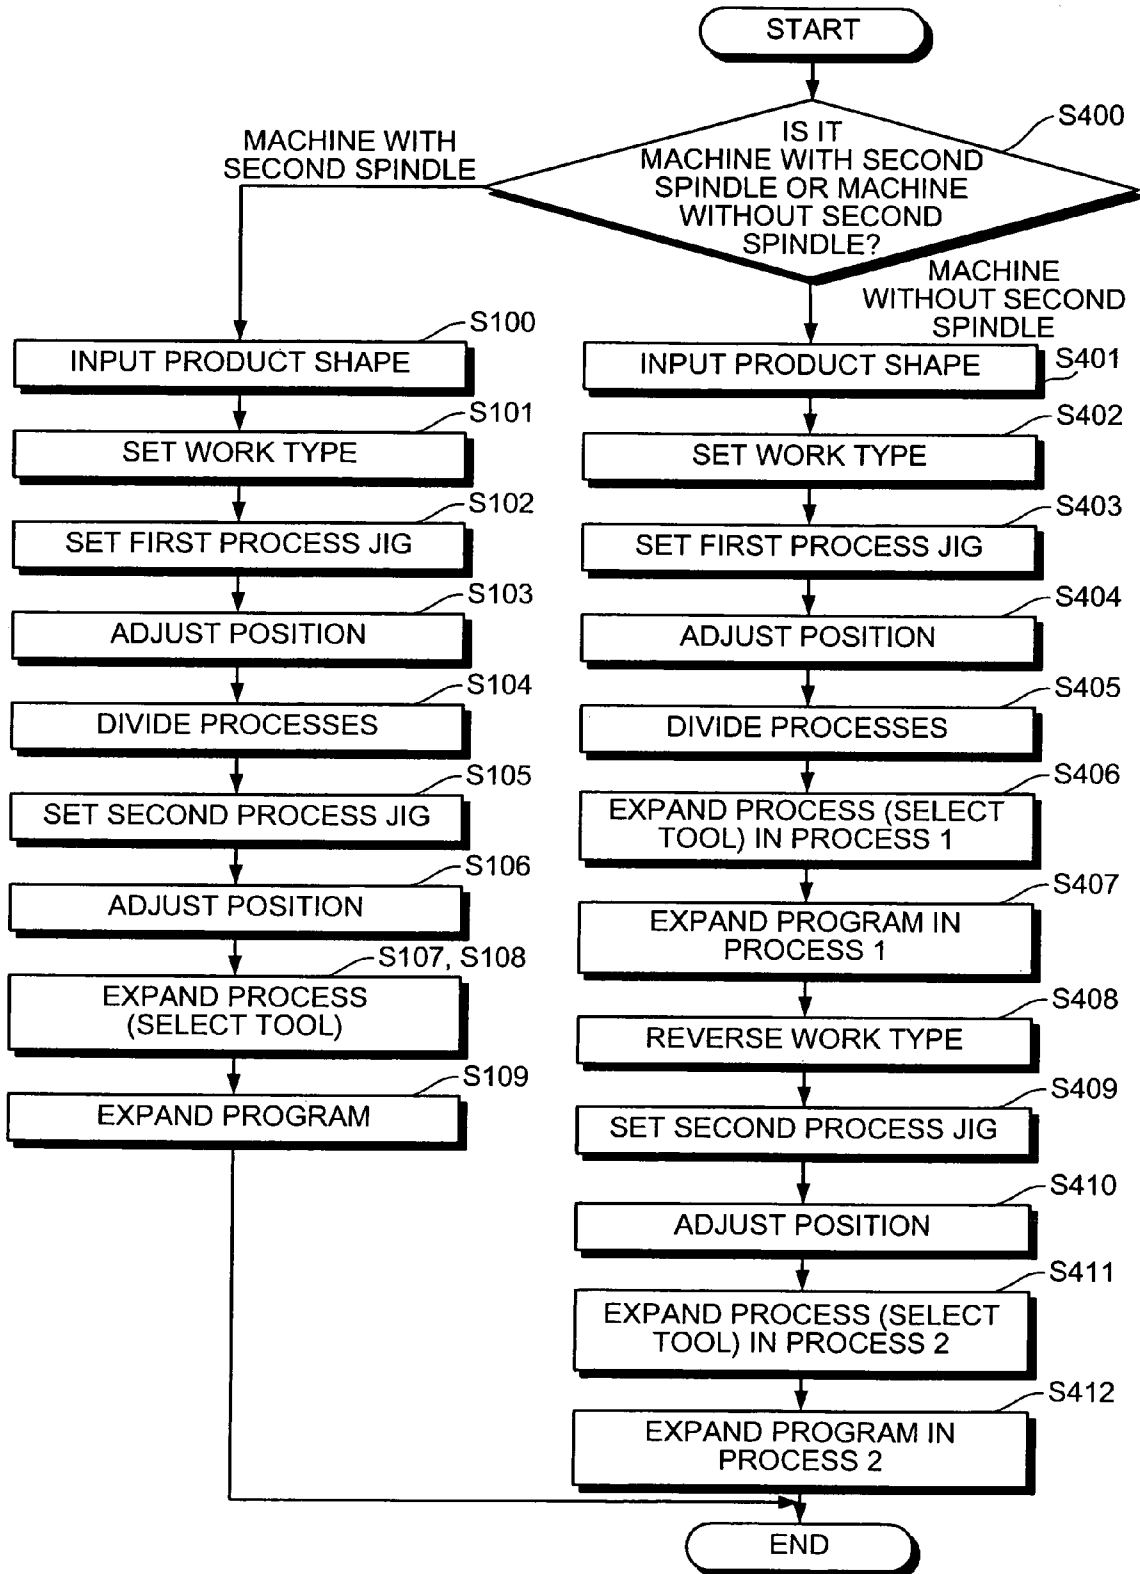 START
S400
IS IT
MACHINE WITH SECOND
SPINDLE OR MACHINE
WITHOUT SECOND
SPINDLE?
MACHINE WITH
SECOND SPINDLE
MACHINE
WITHOUT SECOND
SPINDLE
S100
INPUT PRODUCT SHAPE
S101
SET WORK TYPE
S102
SET FIRST PROCESS JIG
S103
ADJUST POSITION
S104
DIVIDE PROCESSES
S105
SET SECOND PROCESS JIG
S106
ADJUST POSITION
S107, S108
EXPAND PROCESS
(SELECT TOOL)
S109
EXPAND PROGRAM
S401
INPUT PRODUCT SHAPE
S402
SET WORK TYPE
S403
SET FIRST PROCESS JIG
S404
ADJUST POSITION
S405
DIVIDE PROCESSES
S406
EXPAND PROCESS (SELECT
TOOL) IN PROCESS 1
S407
EXPAND PROGRAM IN
PROCESS 1
S408
REVERSE WORK TYPE
S409
SET SECOND PROCESS JIG
S410
ADJUST POSITION
S411
EXPAND PROCESS (SELECT
TOOL) IN PROCESS 2
S412
EXPAND PROGRAM IN
PROCESS 2
END